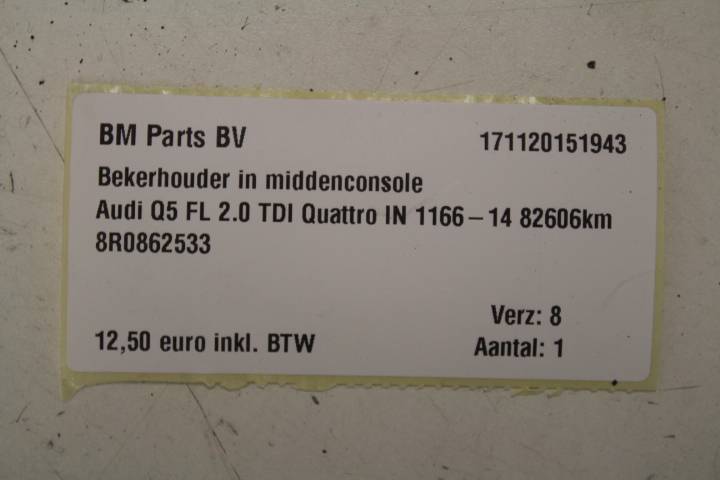 BM Parts BV 171120151943
Bekerhouder in middenconsole
Audi Q5 FL 2.0 TDI Quattro IN 1166 – 14 82606km
8R0862533
Verz: 8
12,50 euro inkl. BTW Aantal: 1